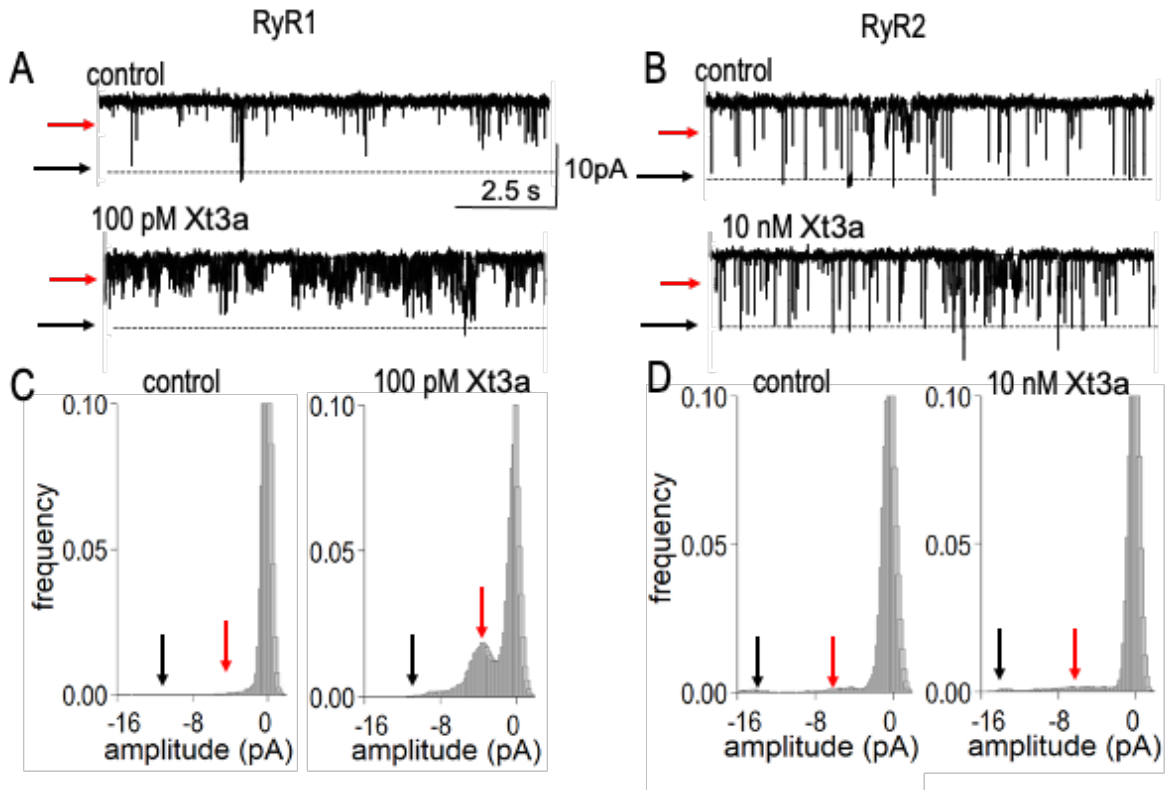 RyR1
RyR2
A
control
B
control
10pA
2.5 s
100 pM Xt3a
10 nM Xt3a
C
control
100 pM Xt3a
D
control
10 nM Xt3a
0.10
0.10
0.10
0.10
frequency
frequency
0.05
0.05
0.05
0.05
0.00
0.00
0.00
0.00
-16 -8 0
-16 -8 0
-16 -8 0
-16 -8 0
amplitude (pA)
amplitude (pA)
amplitude (pA)
amplitude (pA)